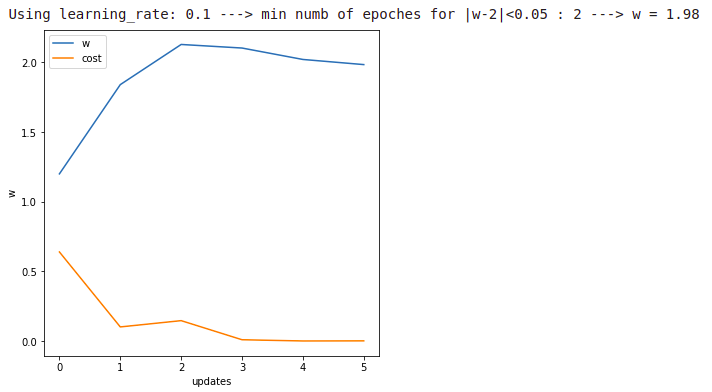 Using learning_rate: 0.1 ---> min numb of epoches for |w-2|<0.05 : 2 ---> w = 1.98
w
cost
2.0
1.5
1.0
0.5
0.0
w
0 1 2 3 4 5
updates